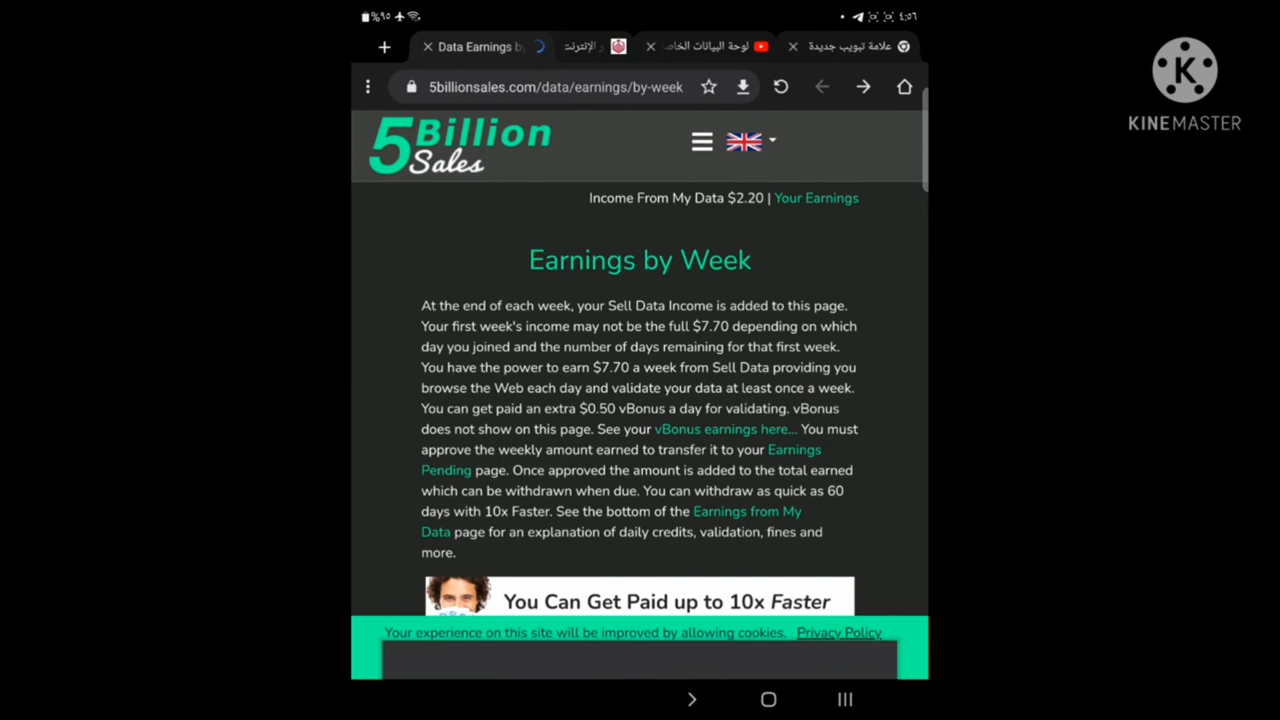 %٩٥
٤:٥٦
Data Earnings b
ر الإنترنت
لوحة البيانات الخاص
علامة تبويب جديدة
5billionsales.com/data/earnings/by-week
5 Billion
Sales
K
KINEMASTER
Income From My Data $2.20 | Your Earnings
Earnings by Week
At the end of each week, your Sell Data Income is added to this page.
Your first week's income may not be the full $7.70 depending on which
day you joined and the number of days remaining for that first week.
You have the power to earn $7.70 a week from Sell Data providing you
browse the Web each day and validate your data at least once a week.
You can get paid an extra $0.50 vBonus a day for validating. vBonus
does not show on this page. See your vBonus earnings here... You must
approve the weekly amount earned to transfer it to your Earnings
Pending page. Once approved the amount is added to the total earned
which can be withdrawn when due. You can withdraw as quick as 60
days with 10x Faster. See the bottom of the Earnings from My
Data page for an explanation of daily credits, validation, fines and
more.
You Can Get Paid up to 10x Faster
Your experience on this site will be improved by allowing cookies. Privacy Policy